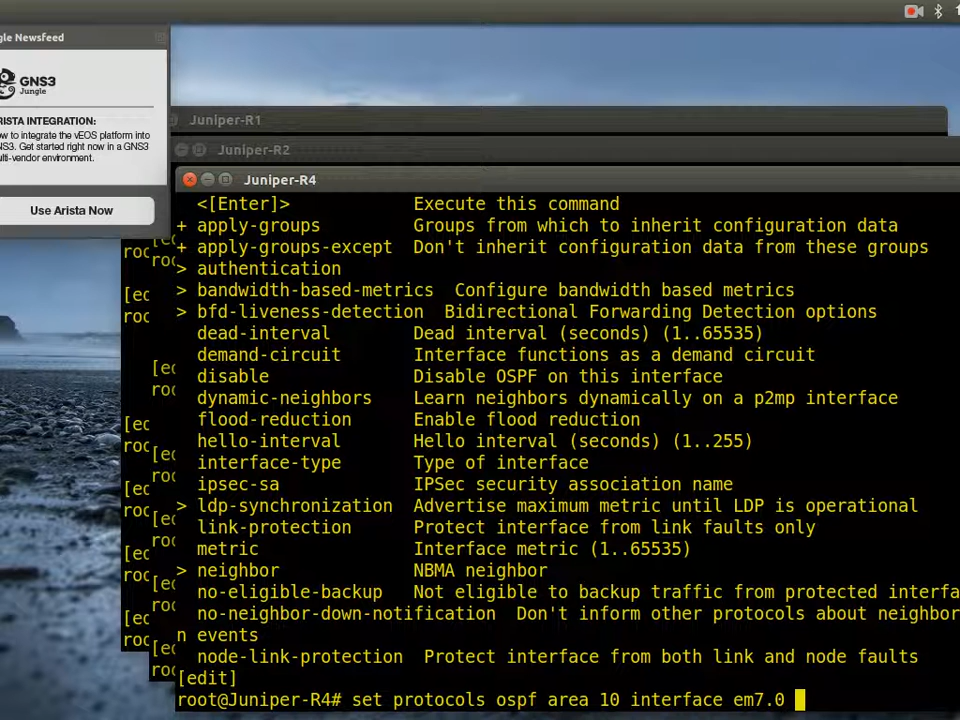 gle Newsfeed
GNS3
Jungle
RISTA INTEGRATION:
ow to integrate the vEOS platform into
NS3. Get started right now in a GNS3
ulti-vendor environment.
Use Arista Now
Juniper-R1
Juniper-R2
Juniper-R4
<[Enter]> Execute this command
+ apply-groups Groups from which to inherit configuration data
+ apply-groups-except Don't inherit configuration data from these groups
> authentication
> bandwidth-based-metrics Configure bandwidth based metrics
> bfd-liveness-detection Bidirectional Forwarding Detection options
dead-interval Dead interval (seconds) (1..65535)
demand-circuit Interface functions as a demand circuit
disable Disable OSPF on this interface
dynamic-neighbors Learn neighbors dynamically on a p2mp interface
flood-reduction Enable flood reduction
hello-interval Hello interval (seconds) (1..255)
interface-type Type of interface
ipsec-sa IPSec security association name
> ldp-synchronization Advertise maximum metric until LDP is operational
link-protection Protect interface from link faults only
metric Interface metric (1..65535)
> neighbor NBMA neighbor
no-eligible-backup Not eligible to backup traffic from protected interfa
no-neighbor-down-notification Don't inform other protocols about neighbor
n events
node-link-protection Protect interface from both link and node faults
[edit]
root@Juniper-R4# set protocols ospf area 10 interface em7.0